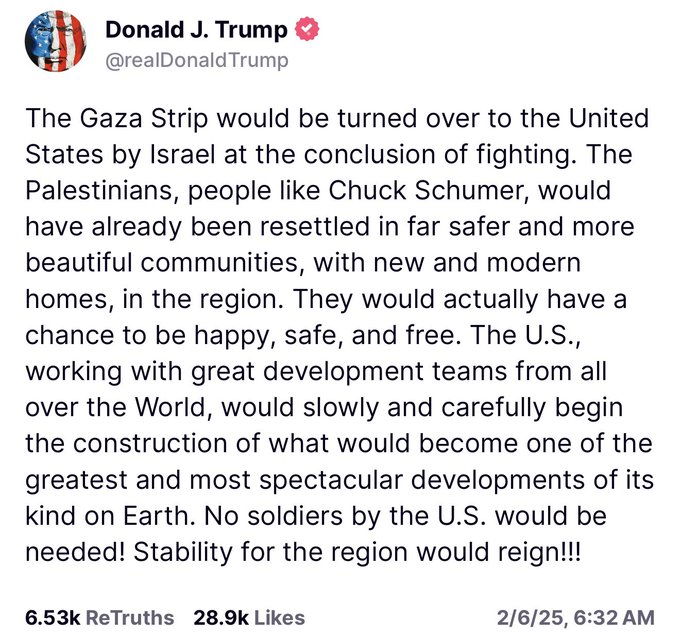 Donald J. Trump
@realDonaldTrump
The Gaza Strip would be turned over to the United
States by Israel at the conclusion of fighting. The
Palestinians, people like Chuck Schumer, would
have already been resettled in far safer and more
beautiful communities, with new and modern
homes, in the region. They would actually have a
chance to be happy, safe, and free. The U.S.,
working with great development teams from all
over the World, would slowly and carefully begin
the construction of what would become one of the
greatest and most spectacular developments of its
kind on Earth. No soldiers by the U.S. would be
needed! Stability for the region would reign!!!
6.53k ReTruths 28.9k Likes 2/6/25, 6:32 AM